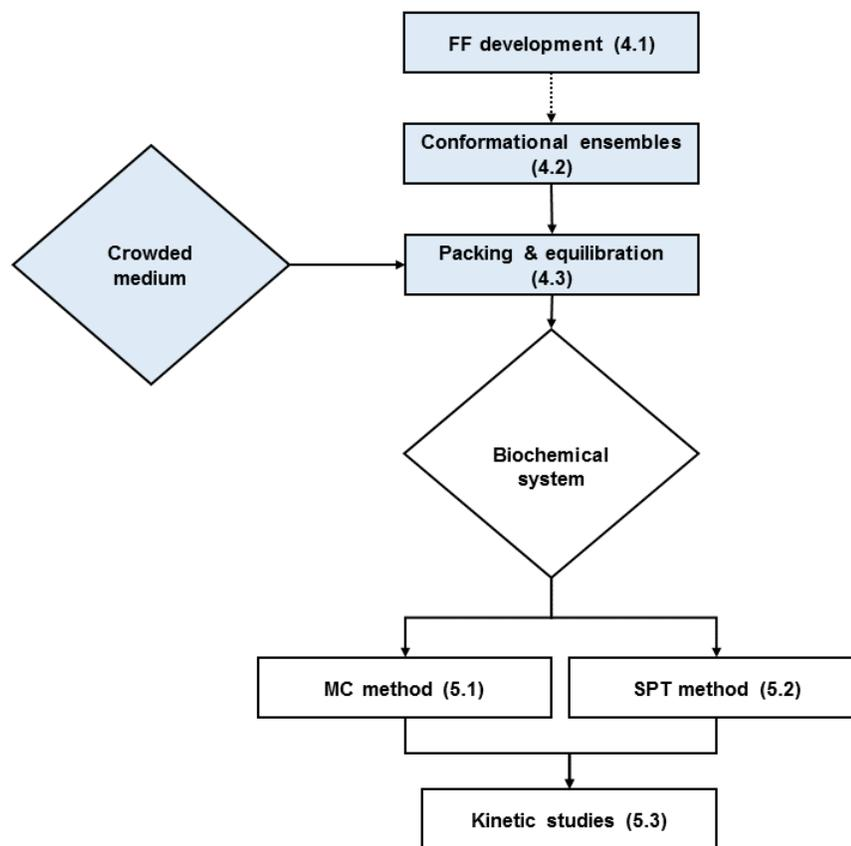 FF development (4.1)
Conformational ensembles
(4.2)
Crowded
medium
Packing & equilibration
(4.3)
Biochemical
system
MC method (5.1)
SPT method (5.2)
Kinetic studies (5.3)